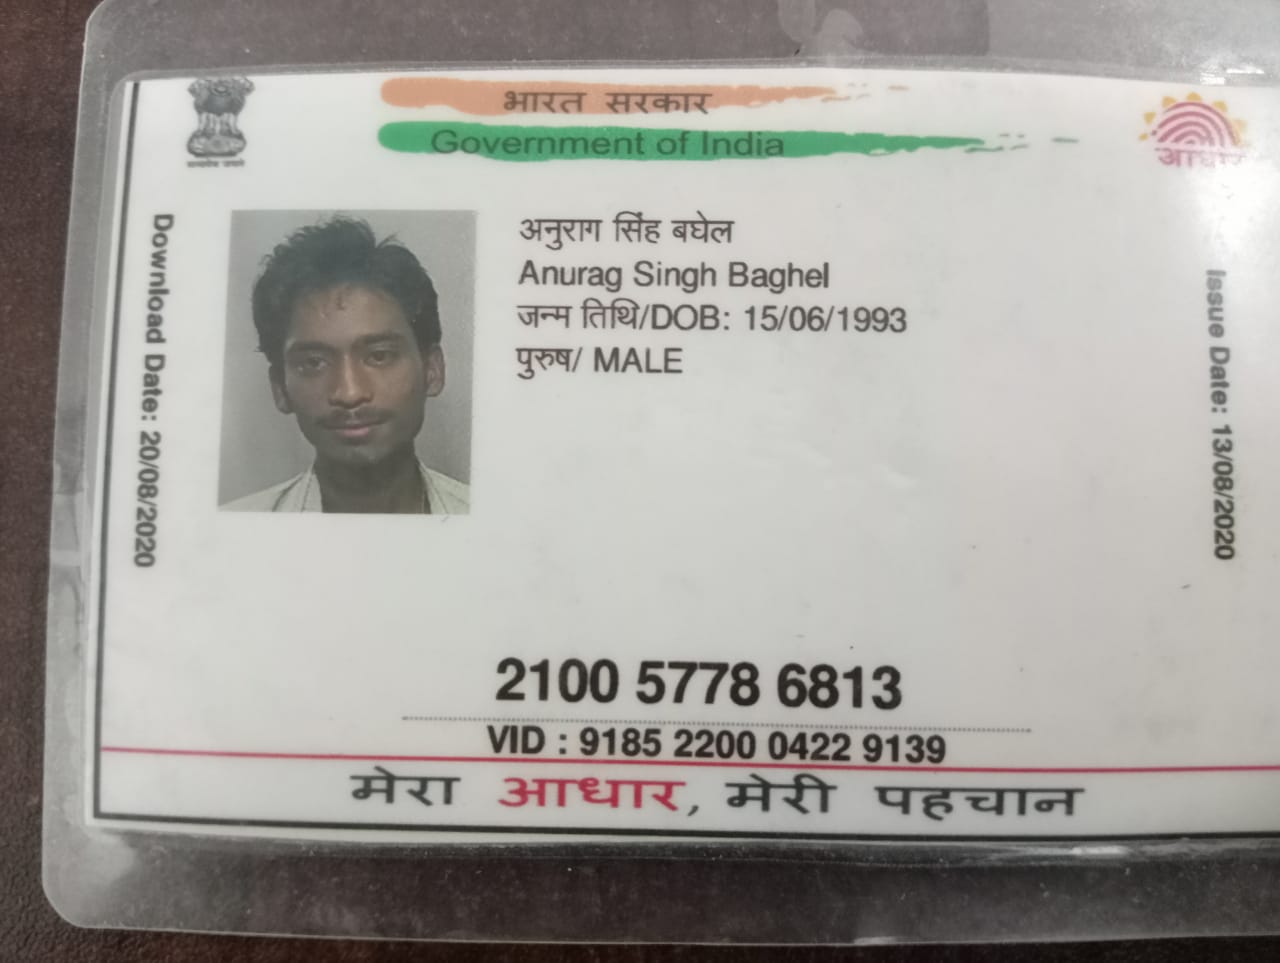 भारत सरकार
Government of India
आधार
Download Date: 20/08/2020
अनुराग सिंह बघेल
Anurag Singh Baghel
जन्म तिथि/DOB: 15/06/1993
पुरुष/ MALE
Issue Date: 13/08/2020
2100 5778 6813
VID : 9185 2200 0422 9139
मेरा आधार, मेरी पहचान